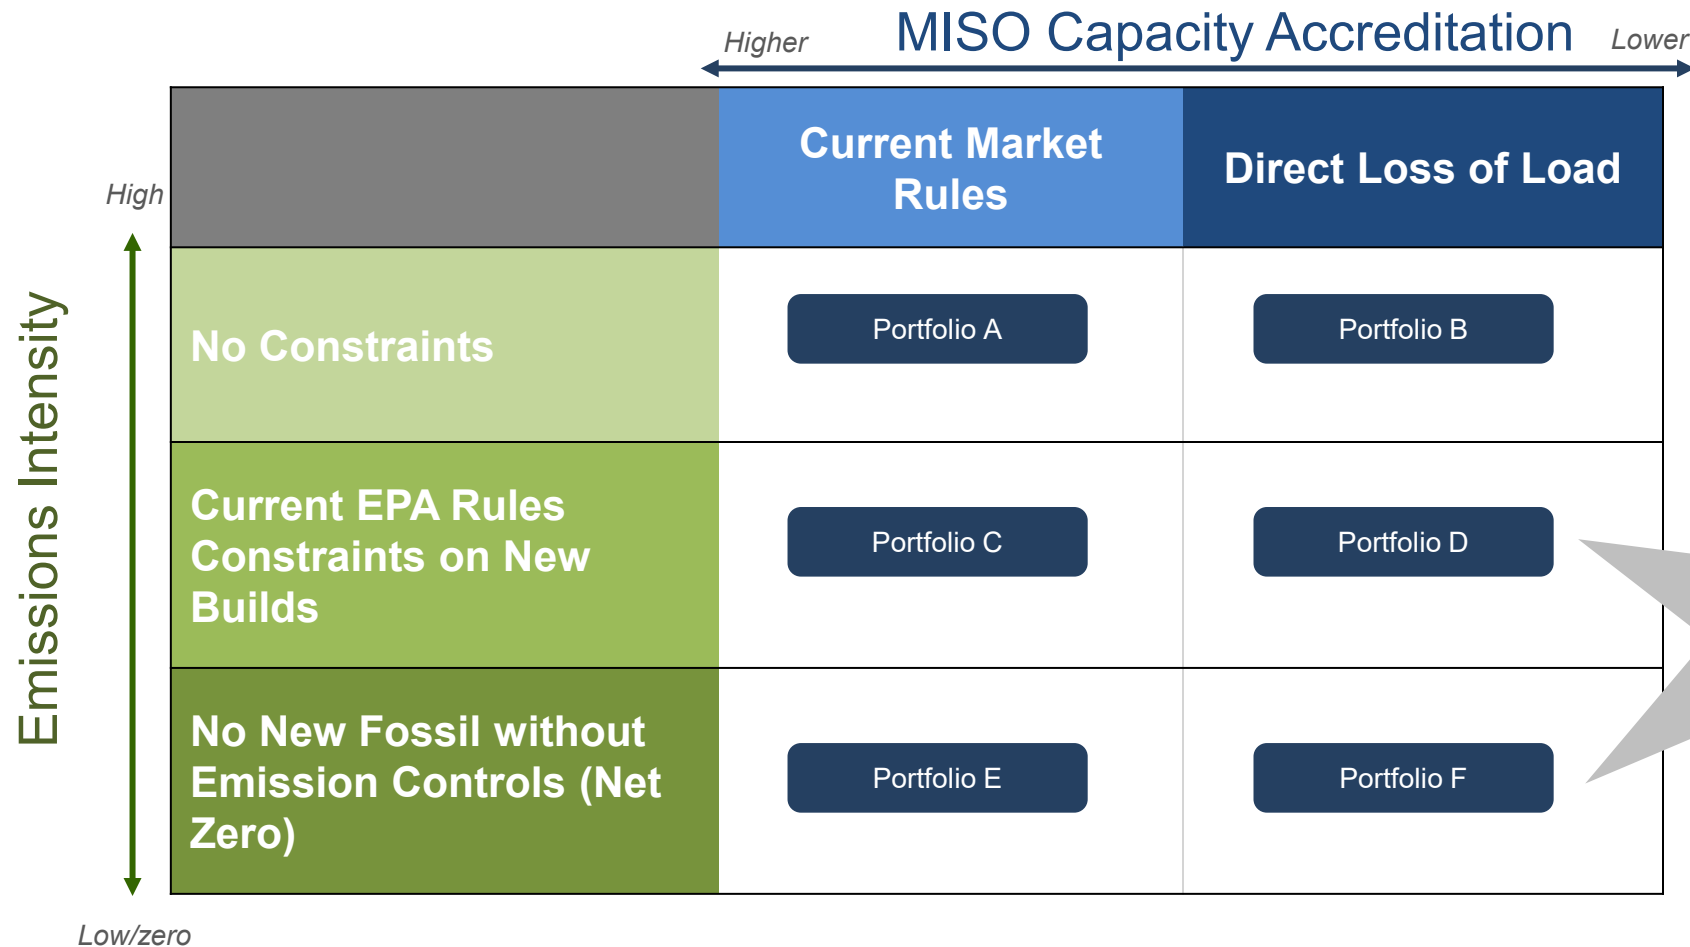 Higher
MISO Capacity Accreditation
Lower
Current Market
Rules
Direct Loss of Load
High
Emissions Intensity
No Constraints
Portfolio A
Portfolio B
Current EPA Rules
Constraints on New
Builds
Portfolio C
Portfolio D
No New Fossil without
Emission Controls (Net
Zero)
Portfolio E
Portfolio F
Low/zero